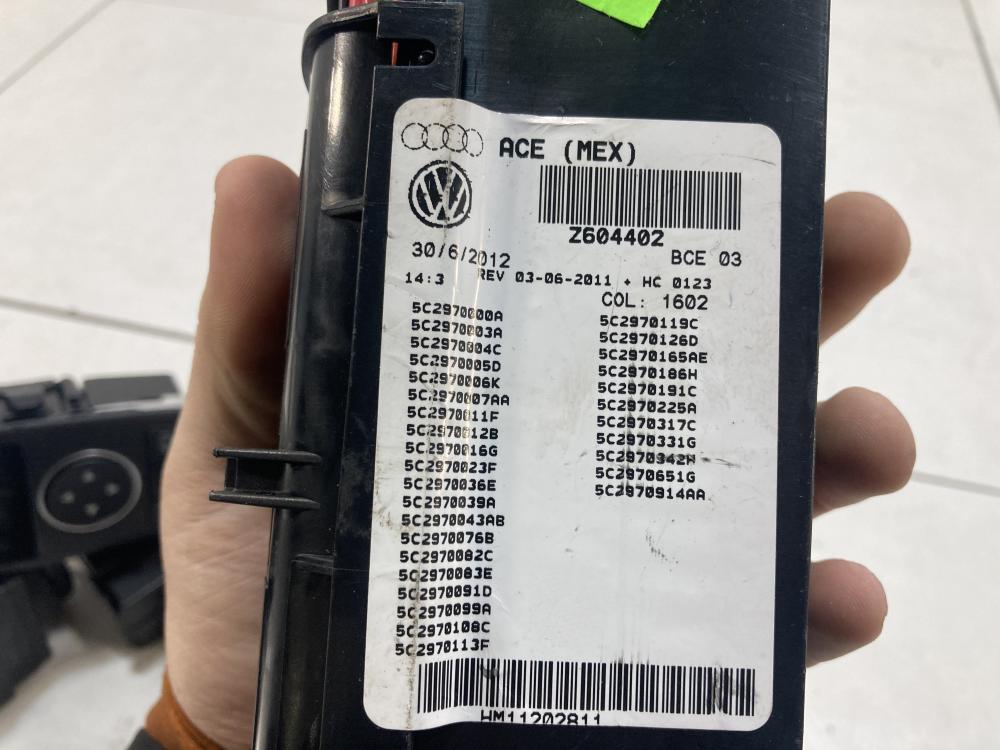 ACE (MEX)
Z604402
30/6/2012 BCE 03
14:3 REV 03-06-2011 + HC 0123
COL: 1602
5C2970000A
5C2970003A
5C2970004C
5C2970005D
5C2970006K
5C2970007AA
5C2970011F
5C2970012B
5C2970016G
5C2970023F
5C2970036E
5C2970039A
5C2970043AB
5C2970076B
5C2970082C
5C2970083E
5C2970091D
5C2970099A
5C2970108C
5C2970113F
5C2970119C
5C2970126D
5C2970165AE
5C2970186H
5C2970191C
5C2970225A
5C2970317C
5C2970331G
5C2970342H
5C2970651G
5C2970914AA
HM11202811